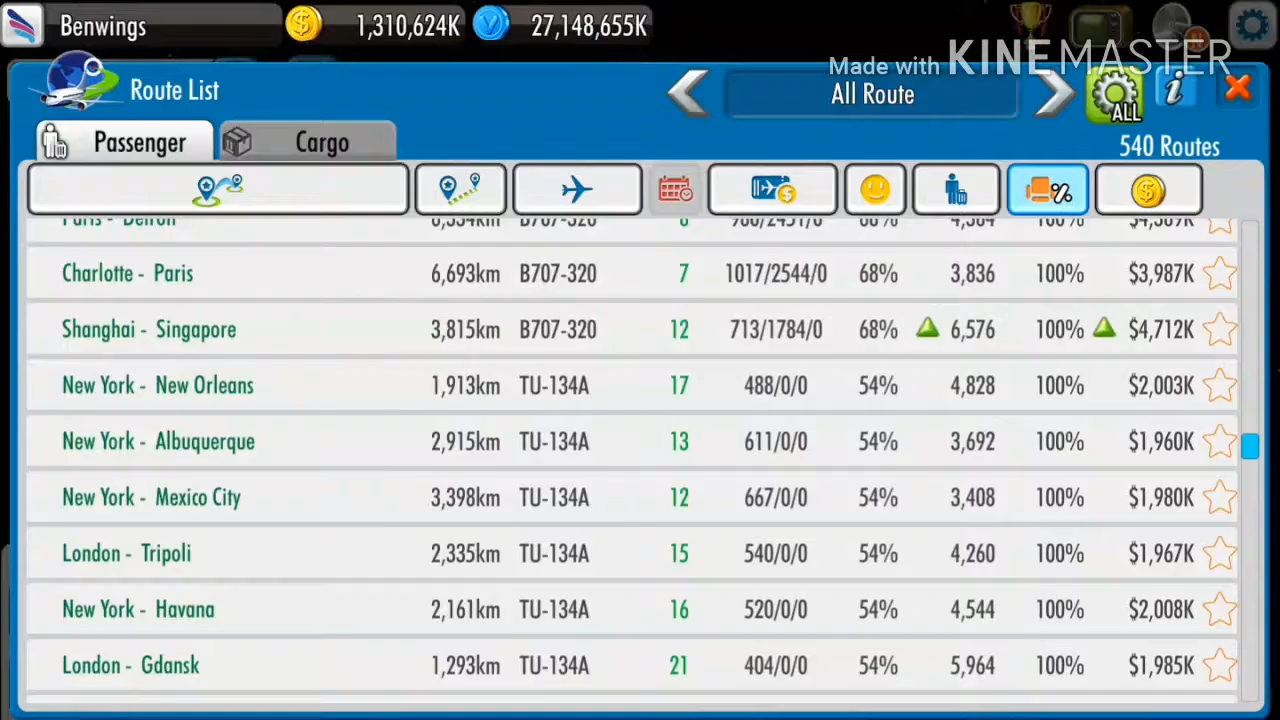 Benwings 1,310,624K 27,148,655K
Made with KINEMASTER
Route List All Route ALL
Passenger Cargo 540 Routes
Charlotte - Paris 6,693km B707-320 7 1017/2544/0 68% 3,836 100% $3,987K
Shanghai - Singapore 3,815km B707-320 12 713/1784/0 68% 6,576 100% $4,712K
New York - New Orleans 1,913km TU-134A 17 488/0/0 54% 4,828 100% $2,003K
New York - Albuquerque 2,915km TU-134A 13 611/0/0 54% 3,692 100% $1,960K
New York - Mexico City 3,398km TU-134A 12 667/0/0 54% 3,408 100% $1,980K
London - Tripoli 2,335km TU-134A 15 540/0/0 54% 4,260 100% $1,967K
New York - Havana 2,161km TU-134A 16 520/0/0 54% 4,544 100% $2,008K
London - Gdansk 1,293km TU-134A 21 404/0/0 54% 5,964 100% $1,985K